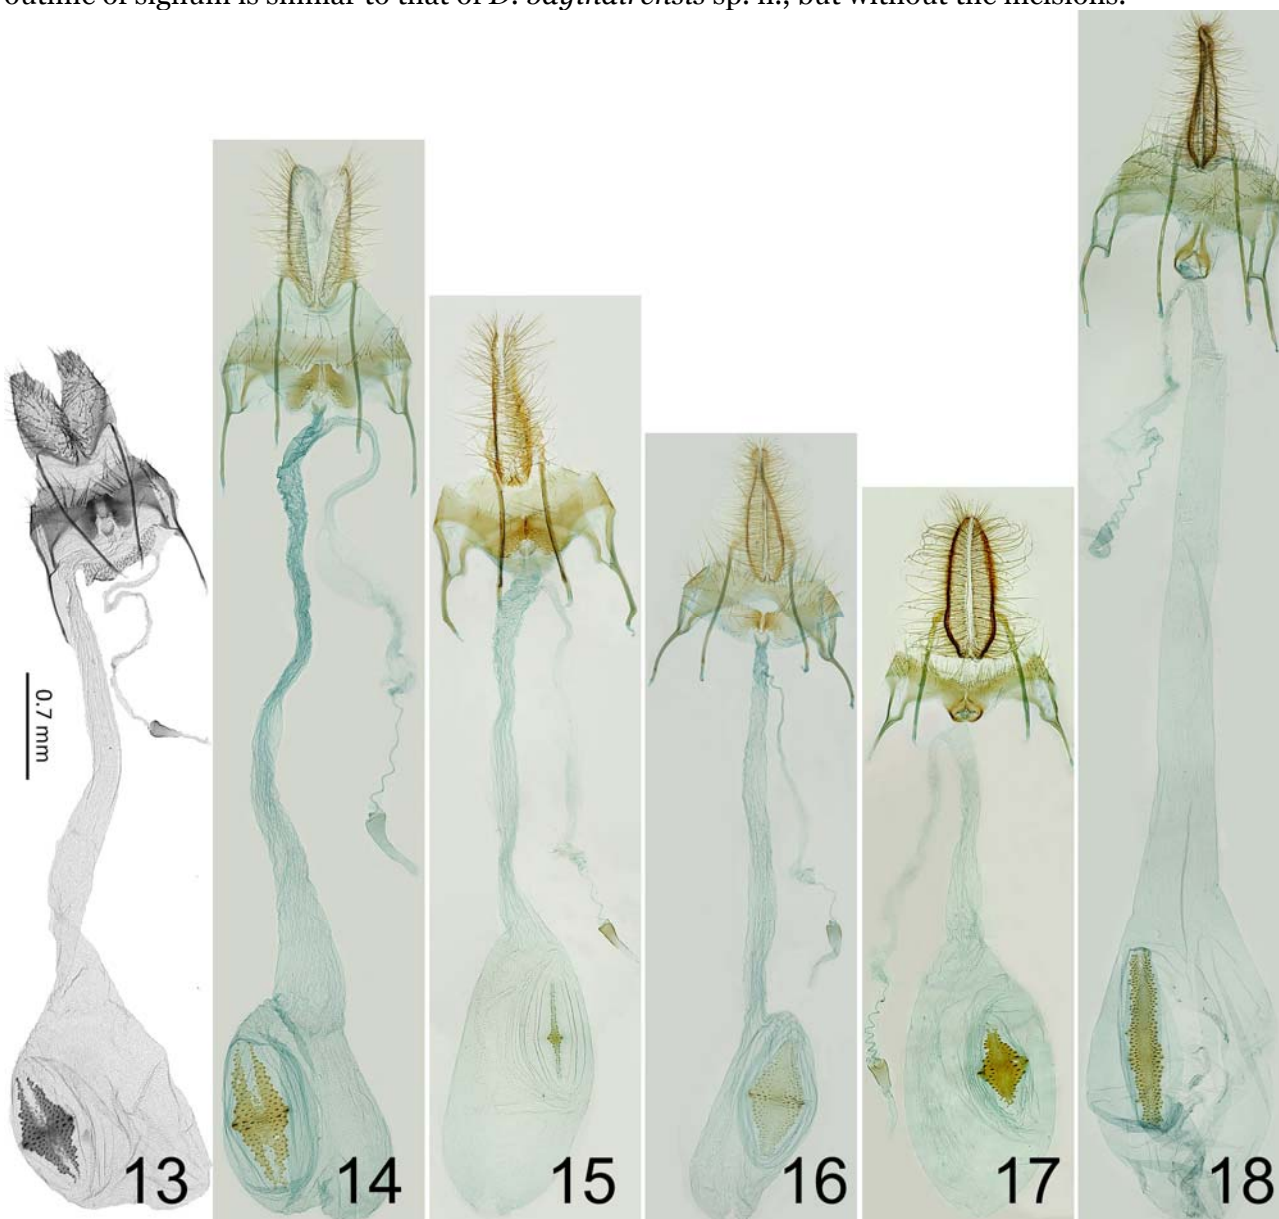 outline of signum is similar to that of D. baginairensis sp. n., but without the incisions.
0.7 mm
13 14 15 16 17 18